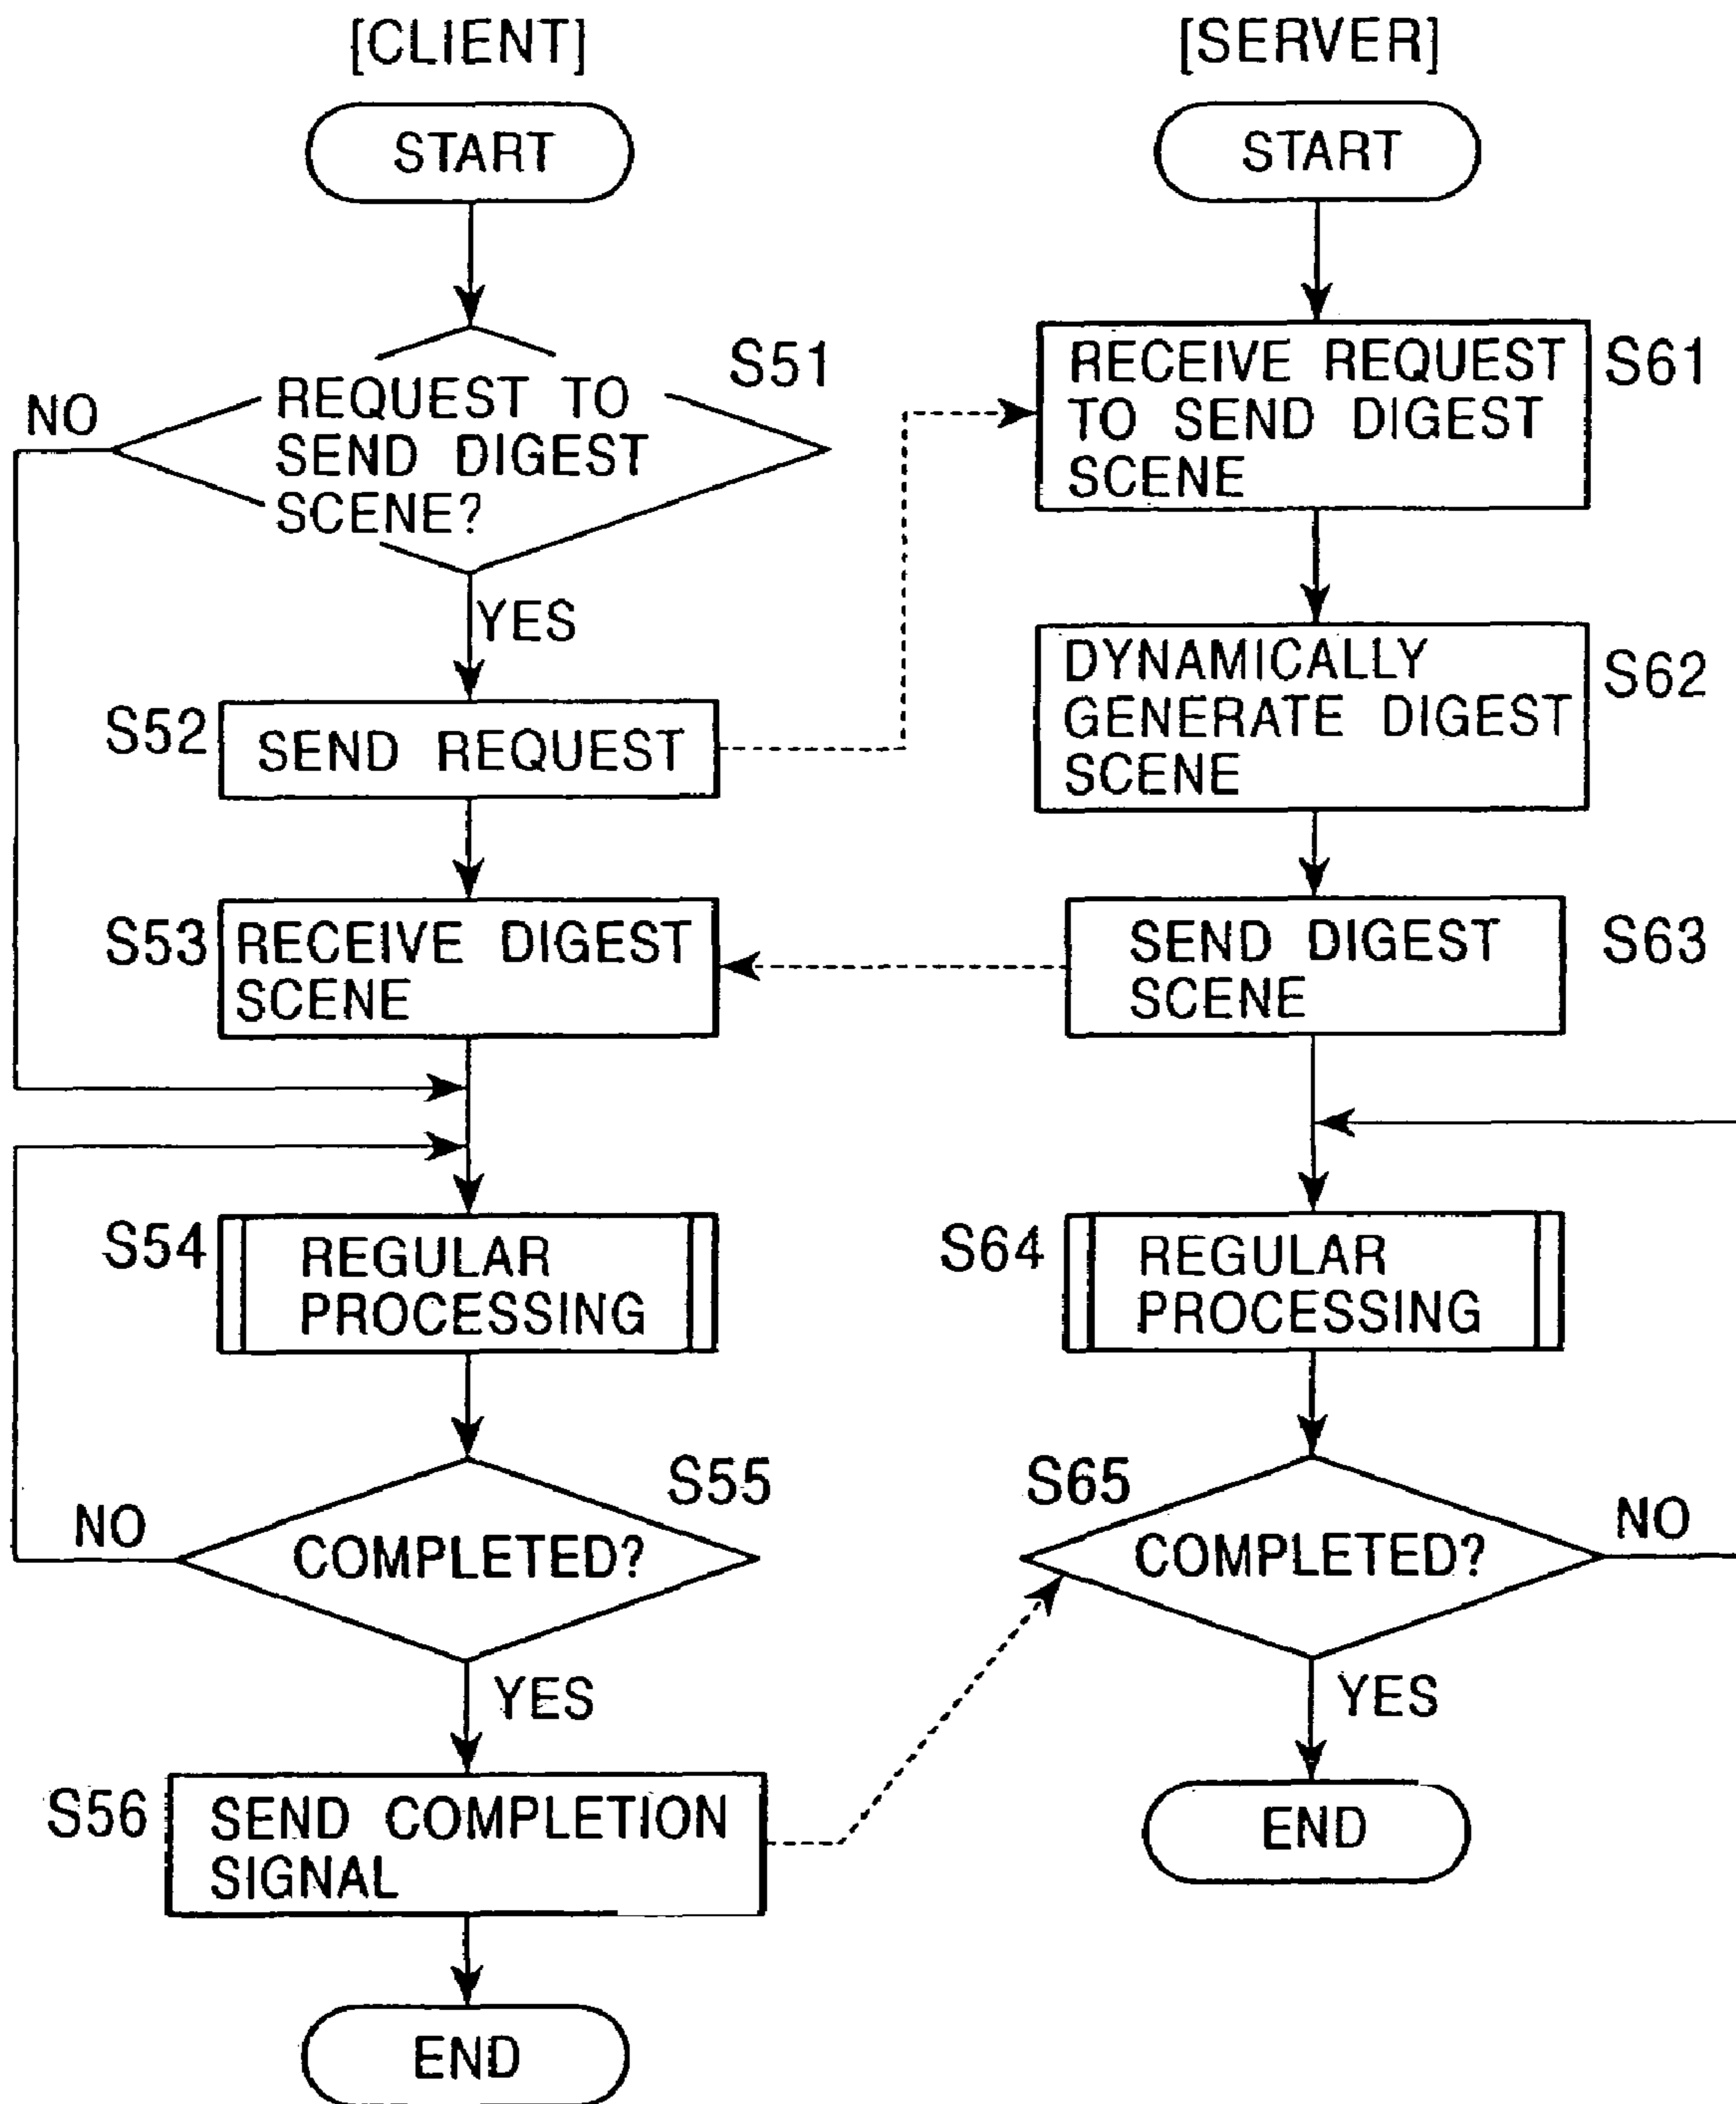 [CLIENT]
START
S51
REQUEST TO
SEND DIGEST
SCENE?
NO
YES
S52
SEND REQUEST
S53
RECEIVE DIGEST
SCENE
S54
REGULAR
PROCESSING
S55
COMPLETED?
NO
YES
S56
SEND COMPLETION
SIGNAL
END
[SERVER]
START
RECEIVE REQUEST
TO SEND DIGEST
SCENE
S61
DYNAMICALLY
GENERATE DIGEST
SCENE
S62
SEND DIGEST
SCENE
S63
S64
REGULAR
PROCESSING
S65
COMPLETED?
NO
YES
END